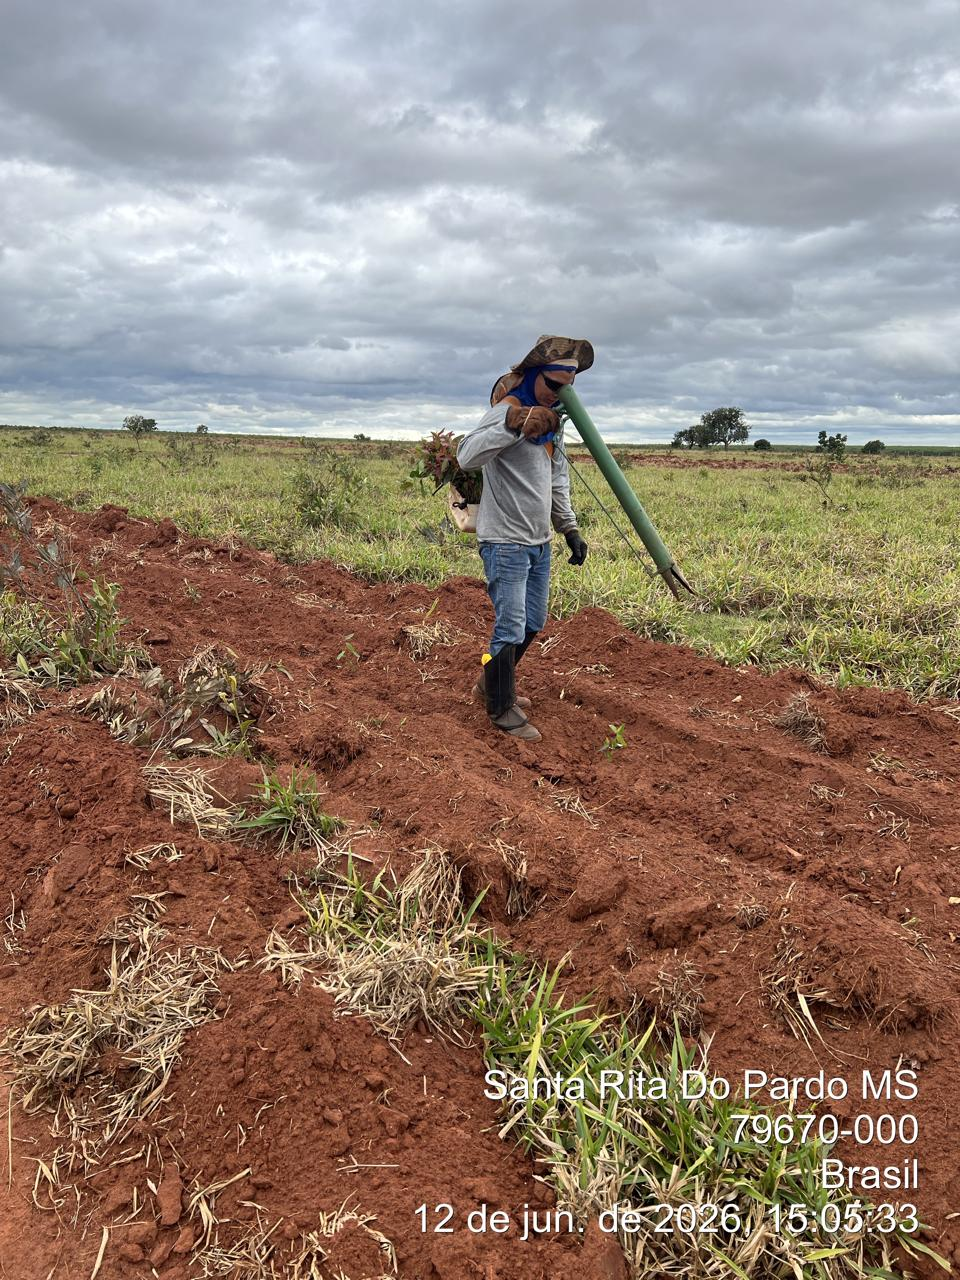 Santa Rita Do Pardo MS
79670-000
Brasil
12 de jun. de 2026, 15:05:33